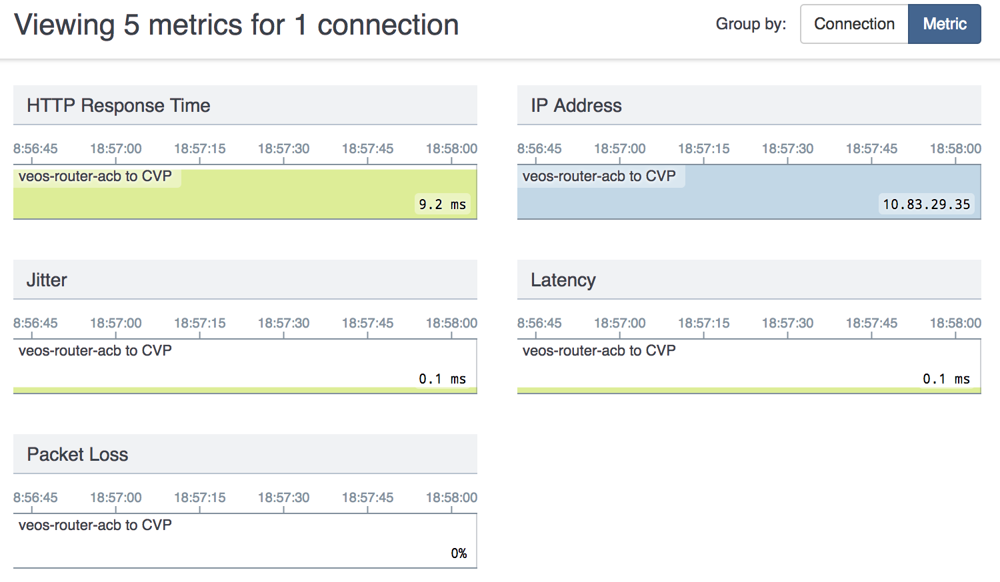 Viewing 5 metrics for 1 connection
Group by: Connection Metric
HTTP Response Time
8:56:45 18:57:00 18:57:15 18:57:30 18:57:45 18:58:00
veos-router-acb to CVP
9.2 ms
IP Address
8:56:45 18:57:00 18:57:15 18:57:30 18:57:45 18:58:00
veos-router-acb to CVP
10.83.29.35
Jitter
8:56:45 18:57:00 18:57:15 18:57:30 18:57:45 18:58:00
veos-router-acb to CVP
0.1 ms
Latency
8:56:45 18:57:00 18:57:15 18:57:30 18:57:45 18:58:00
veos-router-acb to CVP
0.1 ms
Packet Loss
8:56:45 18:57:00 18:57:15 18:57:30 18:57:45 18:58:00
veos-router-acb to CVP
0%